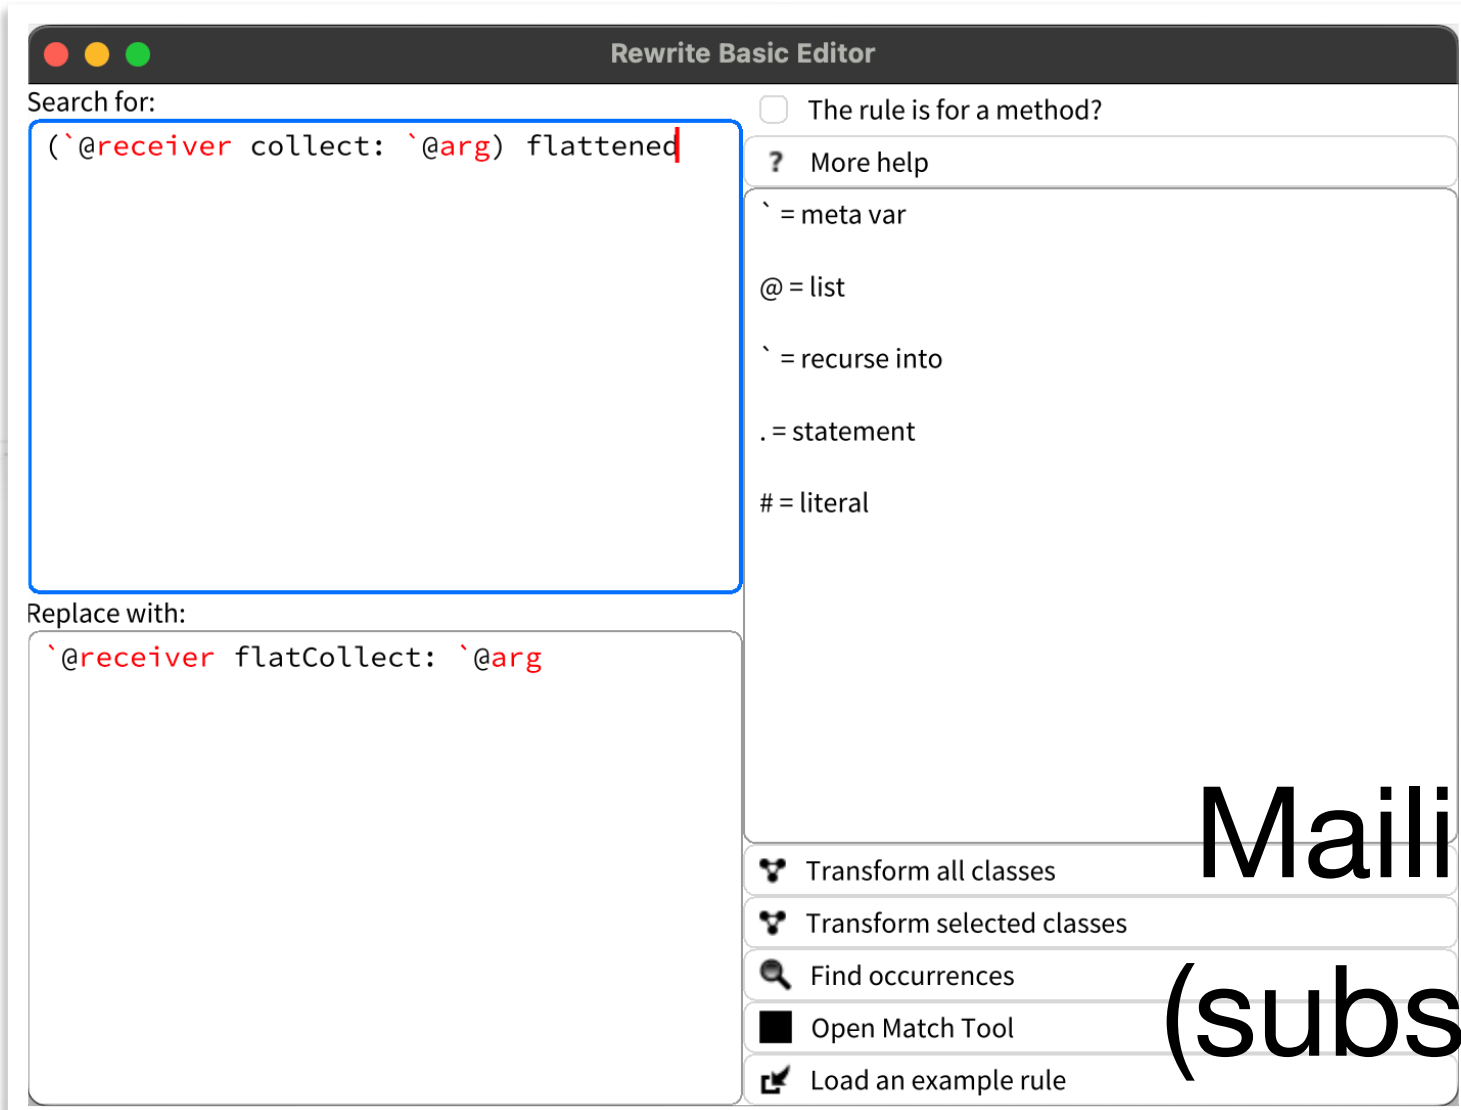 Rewrite Basic Editor
Search for:
(`@receiver collect: `@arg) flattened
Replace with:
`@receiver flatCollect: `@arg
The rule is for a method?
? More help
` = meta var
@ = list
` = recurse into
. = statement
# = literal
Transform all classes
Transform selected classes
Find occurrences
Open Match Tool
Load an example rule
Maili
(subs